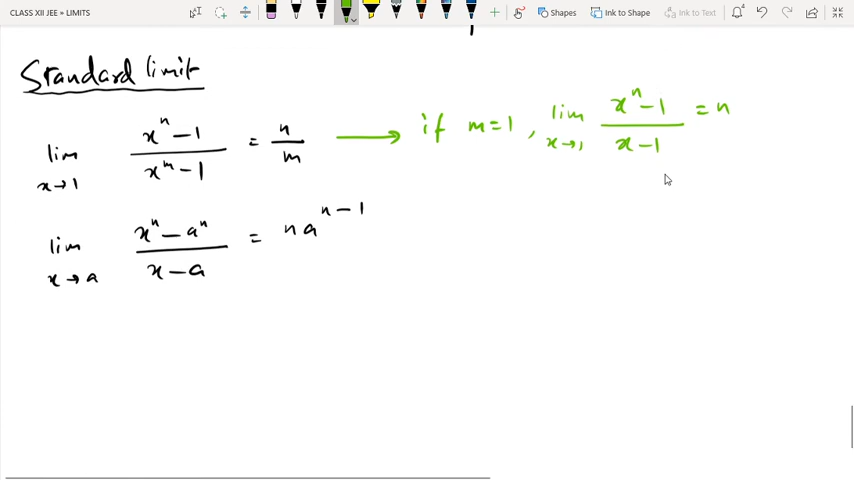 CLASS XII JEE » LIMITS
Shapes
Ink to Shape
Ink to Text
Standard limit
lim x→1 (x^n − 1)/(x^m − 1) = n/m → if m=1, lim x→1 (x^n − 1)/(x − 1) = n
lim x→a (x^n − a^n)/(x − a) = n a^(n − 1)